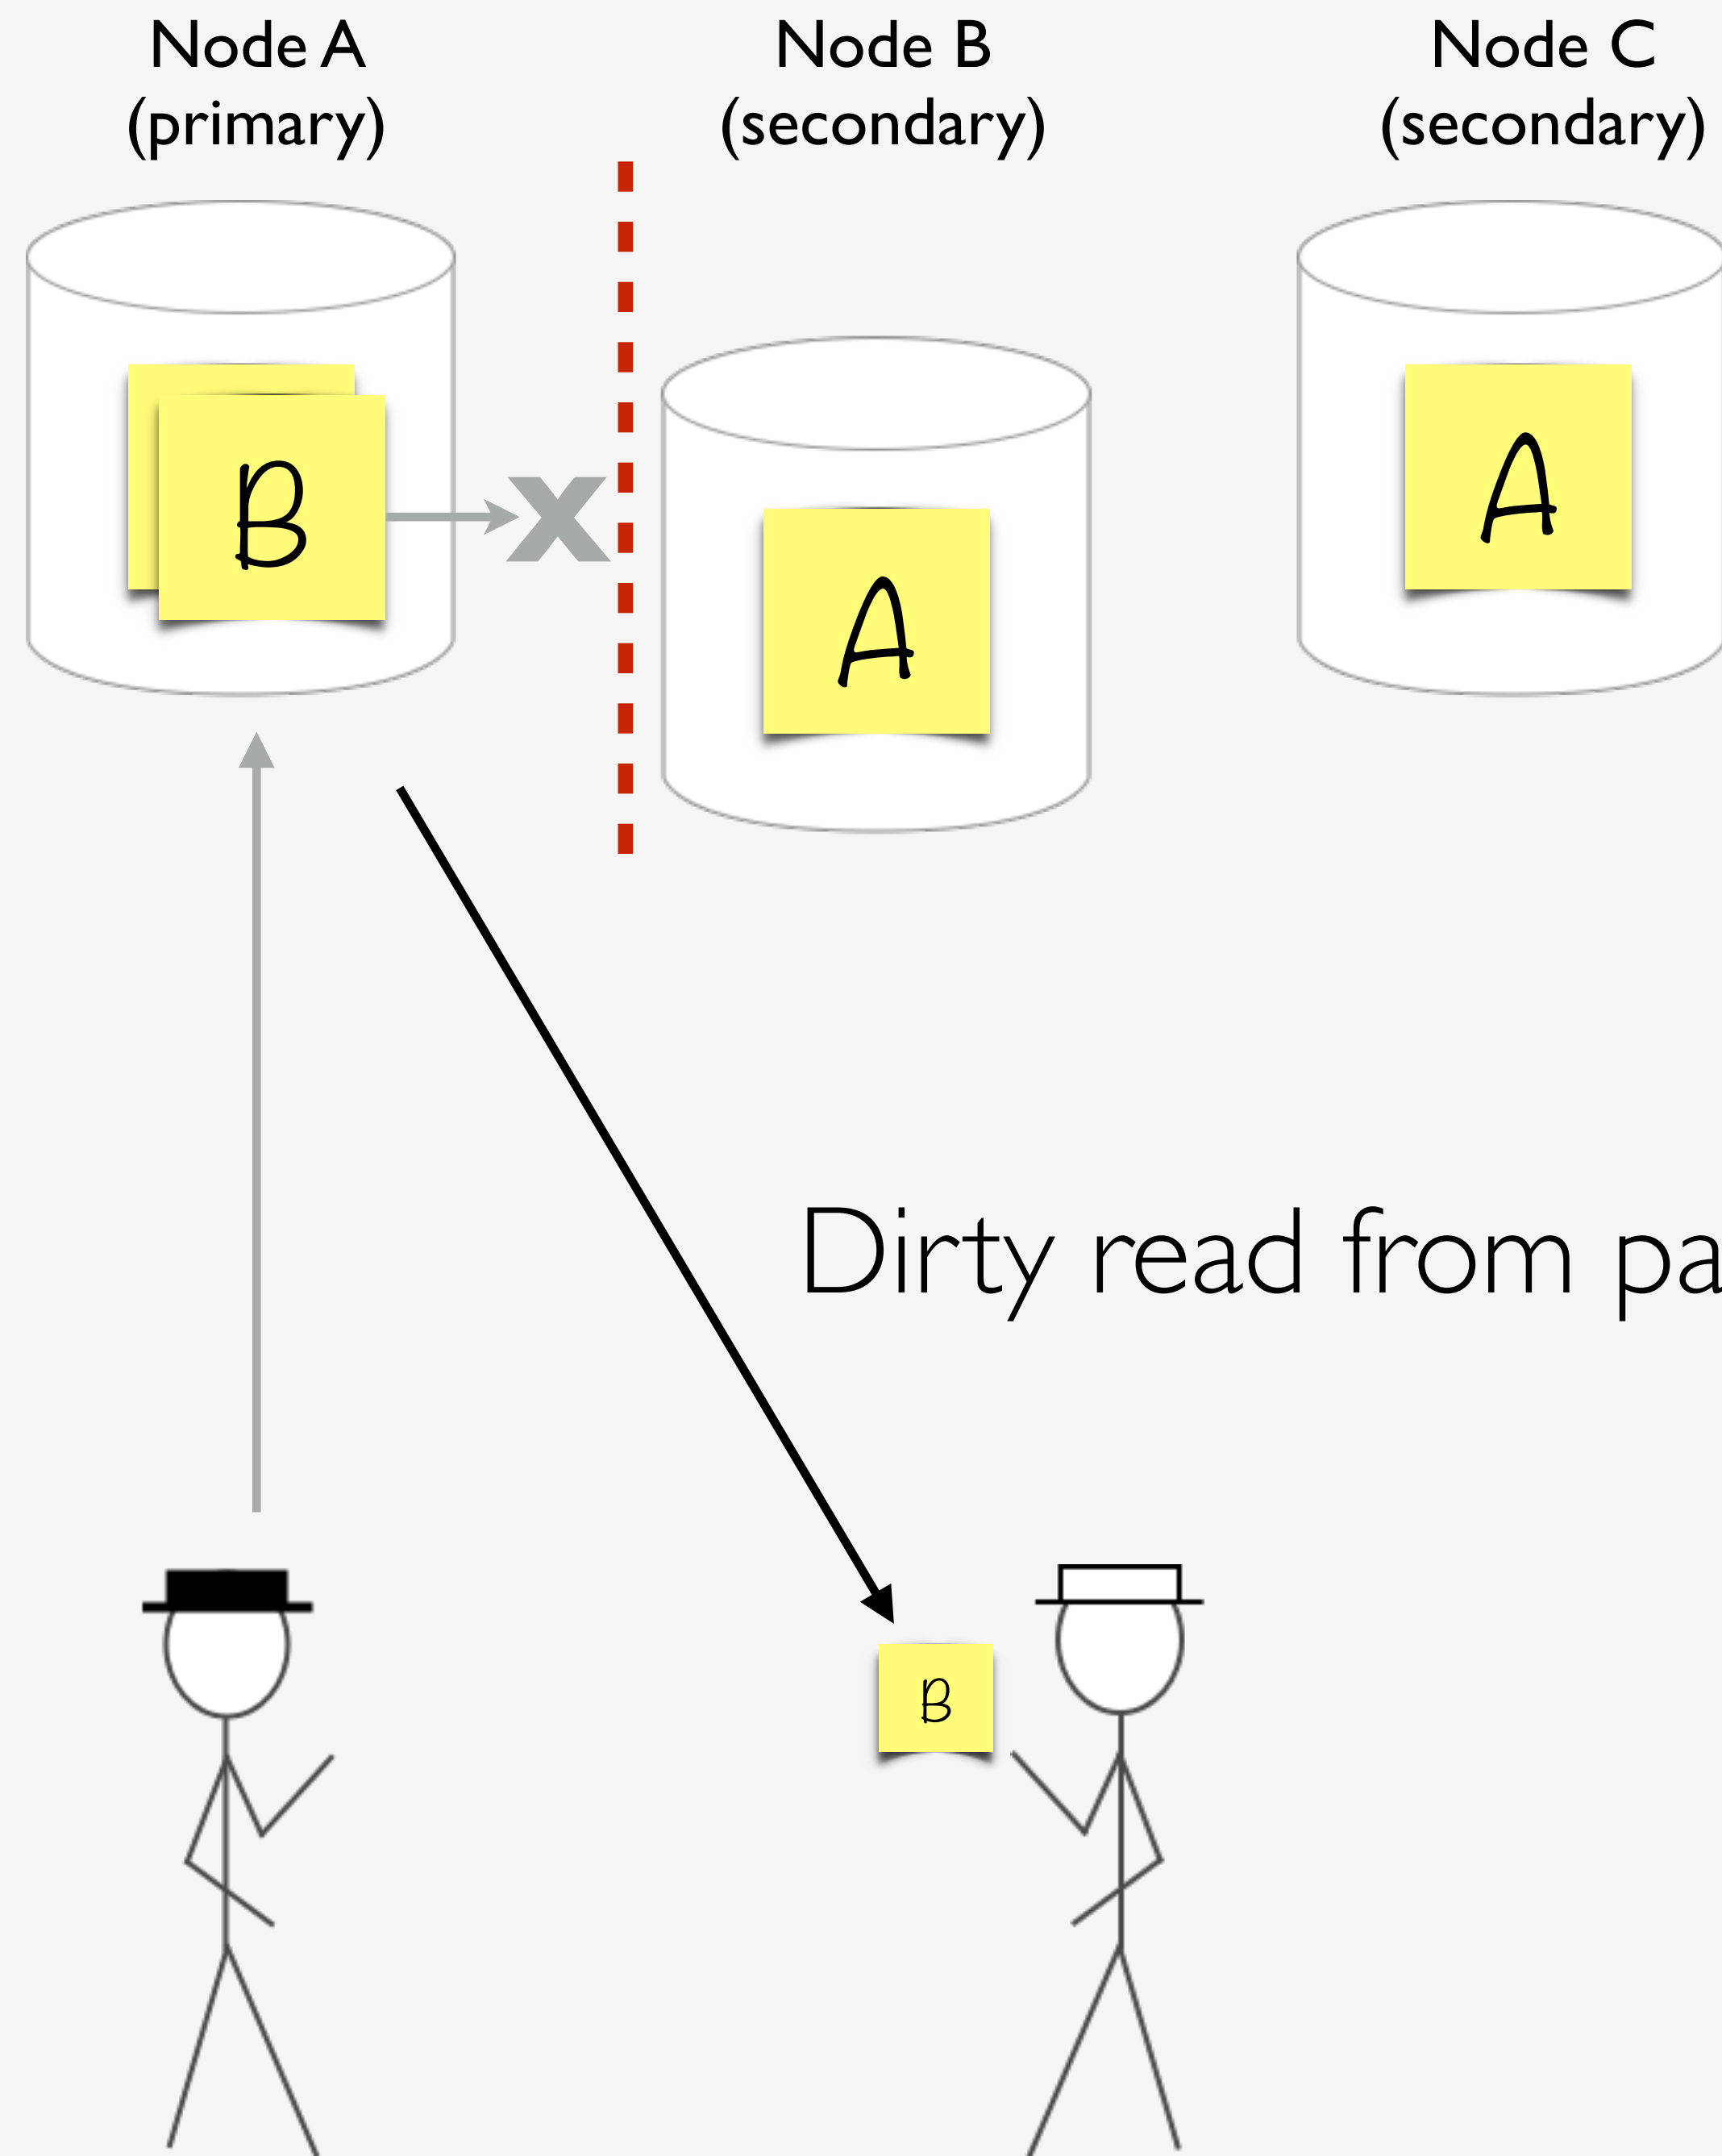 Node A
(primary)
Node B
(secondary)
Node C
(secondary)
B
X
A
A
Dirty read from pa
B